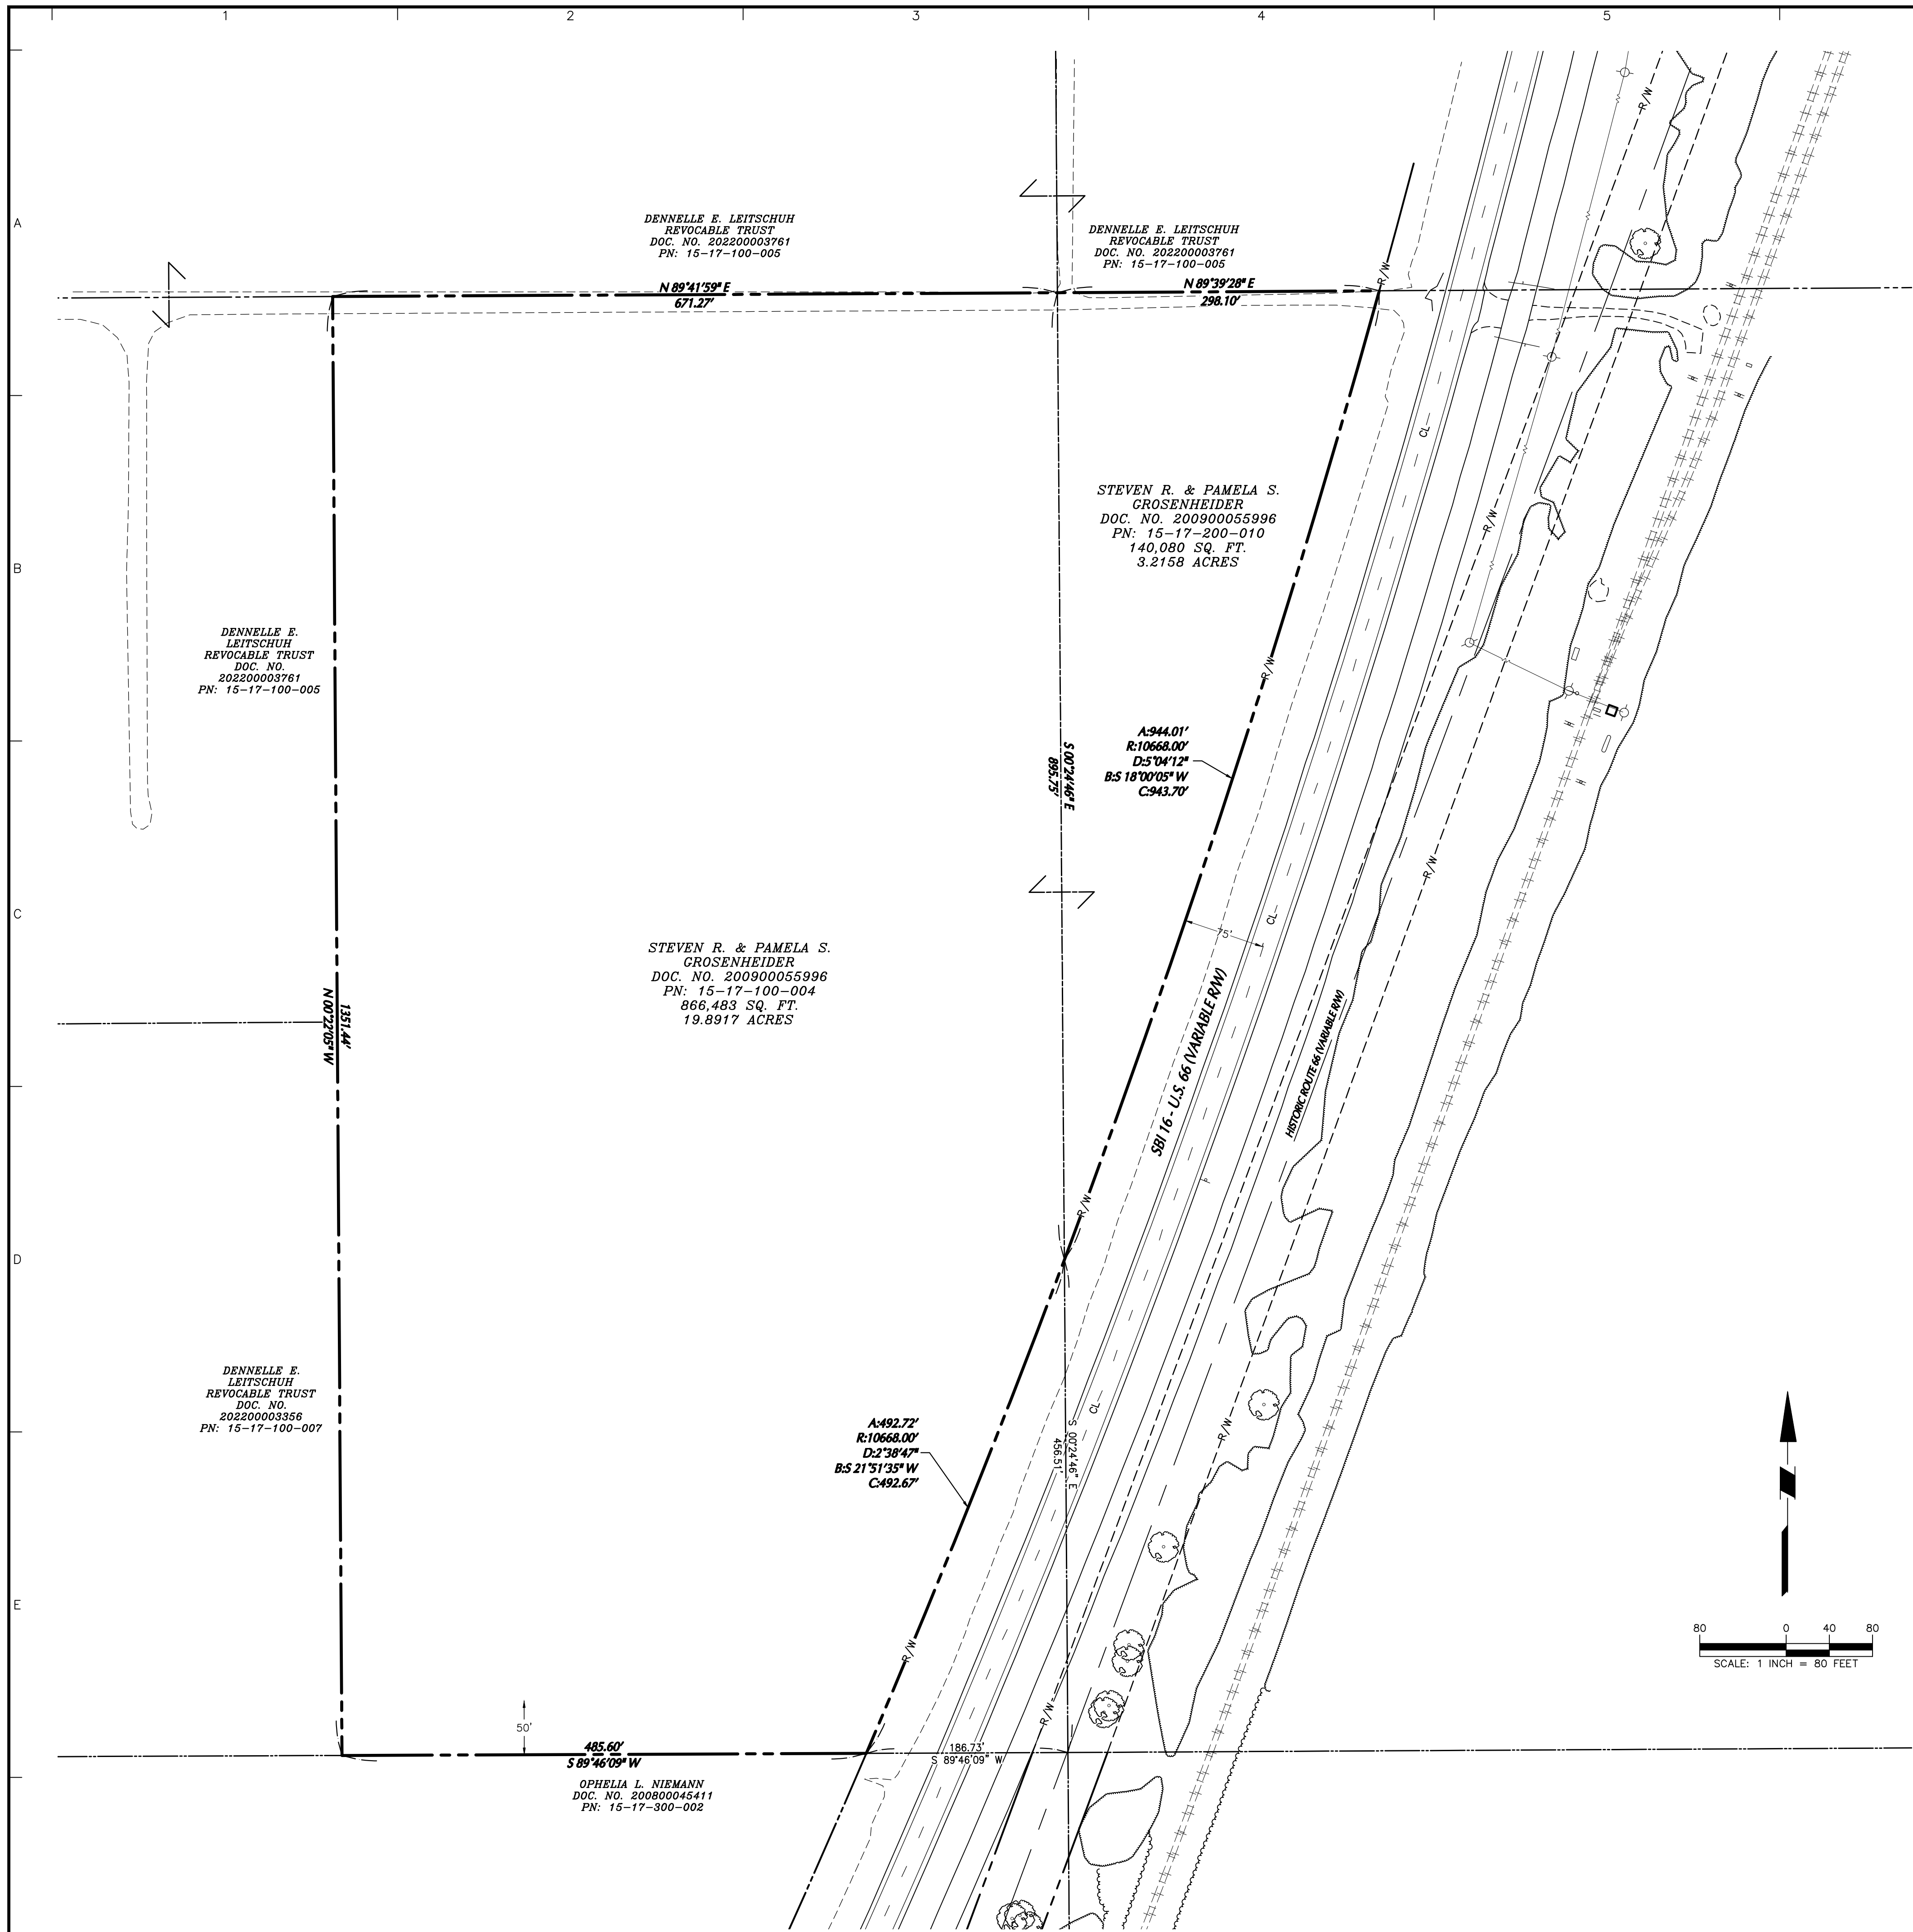 1
2
3
4
5
A
B
C
D
E
DENNELLE E. LEITSCHUH
REVOCABLE TRUST
DOC. NO. 202200003761
PN: 15-17-100-005
DENNELLE E. LEITSCHUH
REVOCABLE TRUST
DOC. NO. 202200003761
PN: 15-17-100-005
N 89°41'59" E
671.27'
N 89°39'28" E
298.10'
R/W
R/W
CL
STEVEN R. & PAMELA S.
GROSENHEIDER
DOC. NO. 200900055996
PN: 15-17-200-010
140,080 SQ. FT.
3.2158 ACRES
R/W
DENNELLE E.
LEITSCHUH
REVOCABLE TRUST
DOC. NO.
202200003761
PN: 15-17-100-005
R/W
A:944.01'
R:10668.00'
D:5°04'12"
B:S 18°00'05" W
C:943.70'
S 00°24'46" E
895.75'
R/W
CL
75'
STEVEN R. & PAMELA S.
GROSENHEIDER
DOC. NO. 200900055996
PN: 15-17-100-004
866,483 SQ. FT.
19.8917 ACRES
1351.44'
N 00°22'05" W
SBI 16 - U.S. 66 (VARIABLE R/W)
HISTORIC ROUTE 66 (VARIABLE R/W)
P
R/W
DENNELLE E.
LEITSCHUH
REVOCABLE TRUST
DOC. NO.
202200003356
PN: 15-17-100-007
A:492.72'
R:10668.00'
D:2°38'47"
B:S 21°51'35" W
C:492.67'
CL
S 00°24'46" E
456.51'
R/W
R/W
R/W
50'
485.60'
S 89°46'09" W
186.73'
S 89°46'09" W
OPHELIA L. NIEMANN
DOC. NO. 200800045411
PN: 15-17-300-002
80 0 40 80
SCALE: 1 INCH = 80 FEET